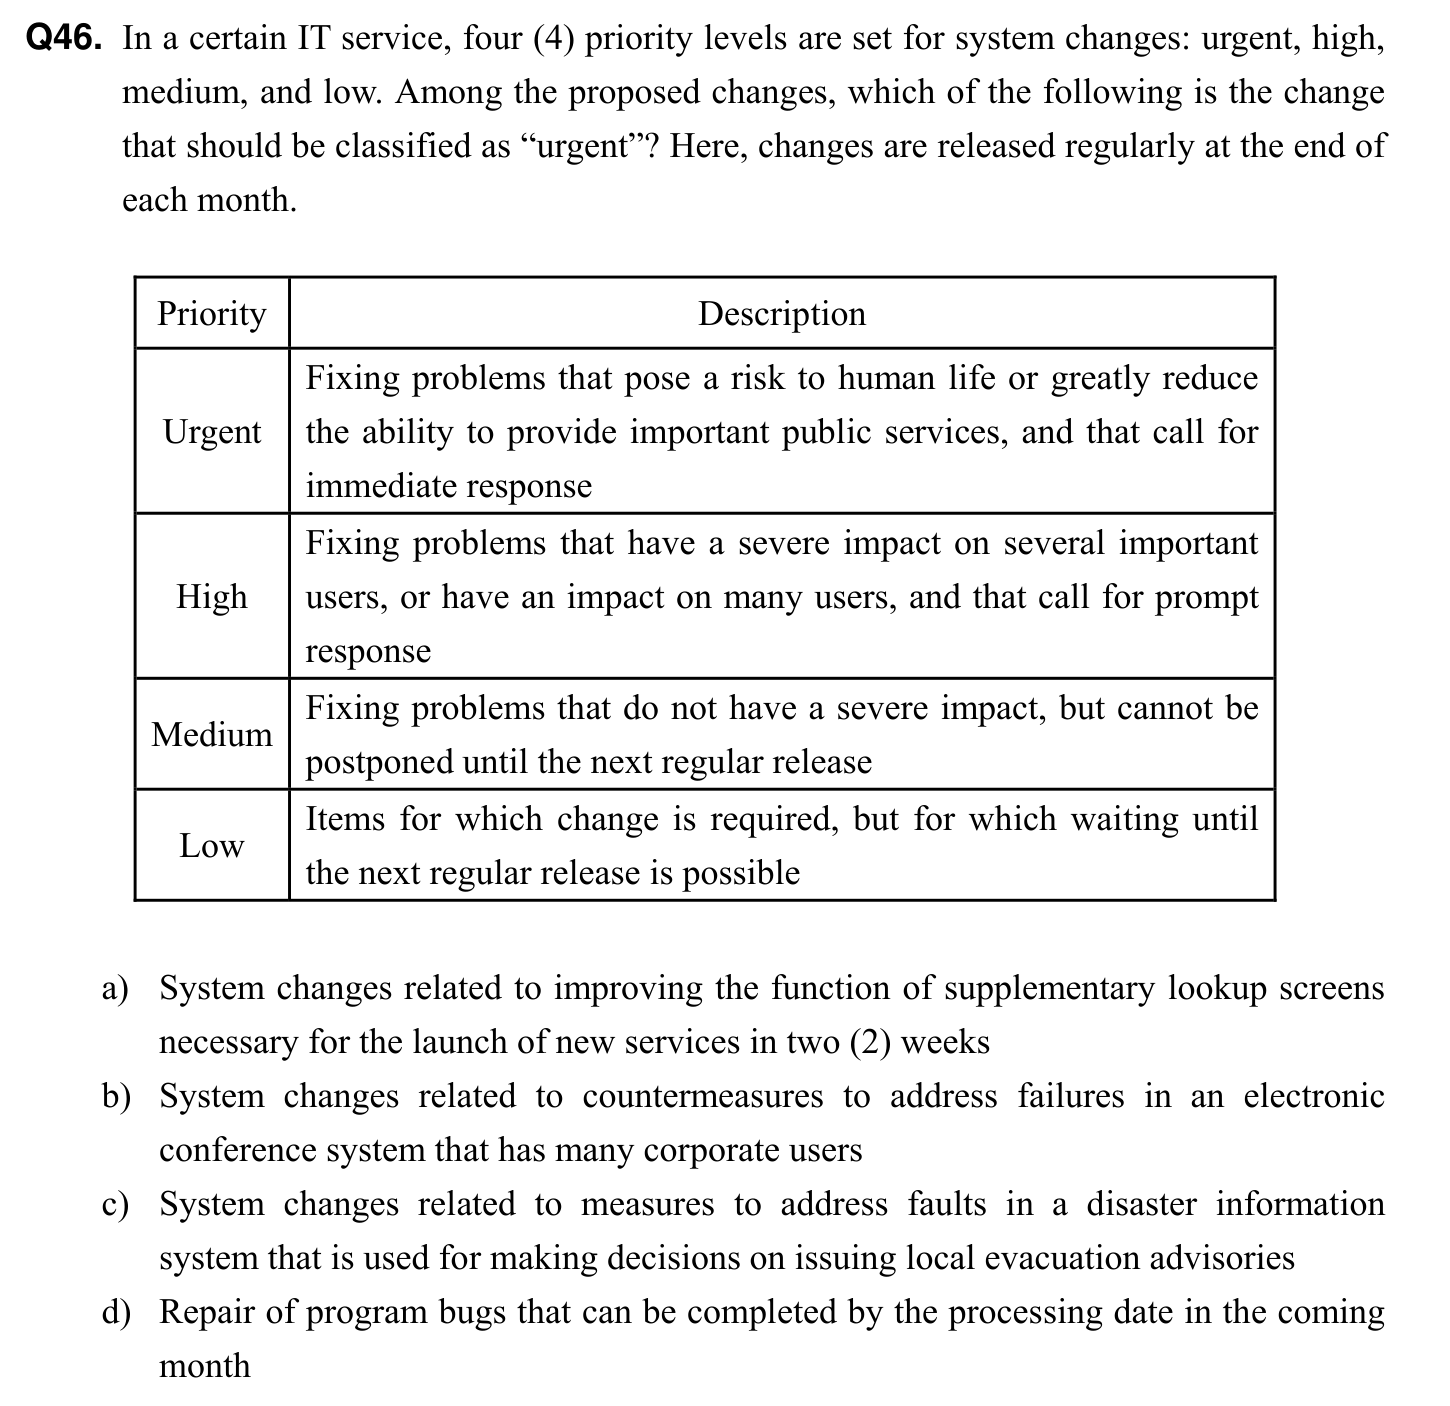 Q46. In a certain IT service, four (4) priority levels are set for system changes: urgent, high,
medium, and low. Among the proposed changes, which of the following is the change
that should be classified as “urgent”? Here, changes are released regularly at the end of
each month.
Priority Description
Urgent
Fixing problems that pose a risk to human life or greatly reduce
the ability to provide important public services, and that call for
immediate response
High
Fixing problems that have a severe impact on several important
users, or have an impact on many users, and that call for prompt
response
Medium
Fixing problems that do not have a severe impact, but cannot be
postponed until the next regular release
Low
Items for which change is required, but for which waiting until
the next regular release is possible
a) System changes related to improving the function of supplementary lookup screens
necessary for the launch of new services in two (2) weeks
b) System changes related to countermeasures to address failures in an electronic
conference system that has many corporate users
c) System changes related to measures to address faults in a disaster information
system that is used for making decisions on issuing local evacuation advisories
d) Repair of program bugs that can be completed by the processing date in the coming
month